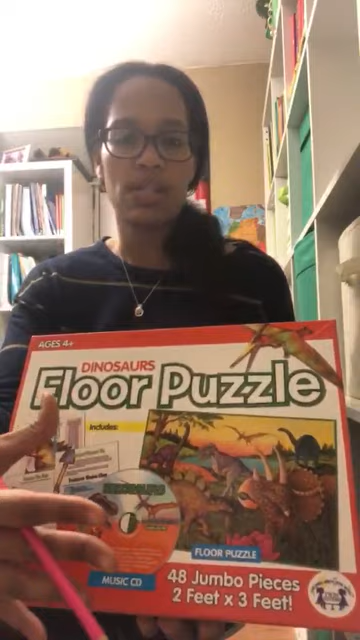 AGES 4+
DINOSAURS
Floor Puzzle
Includes:
DINOSAURS
FLOOR PUZZLE
MUSIC CD
48 Jumbo Pieces
2 Feet x 3 Feet!